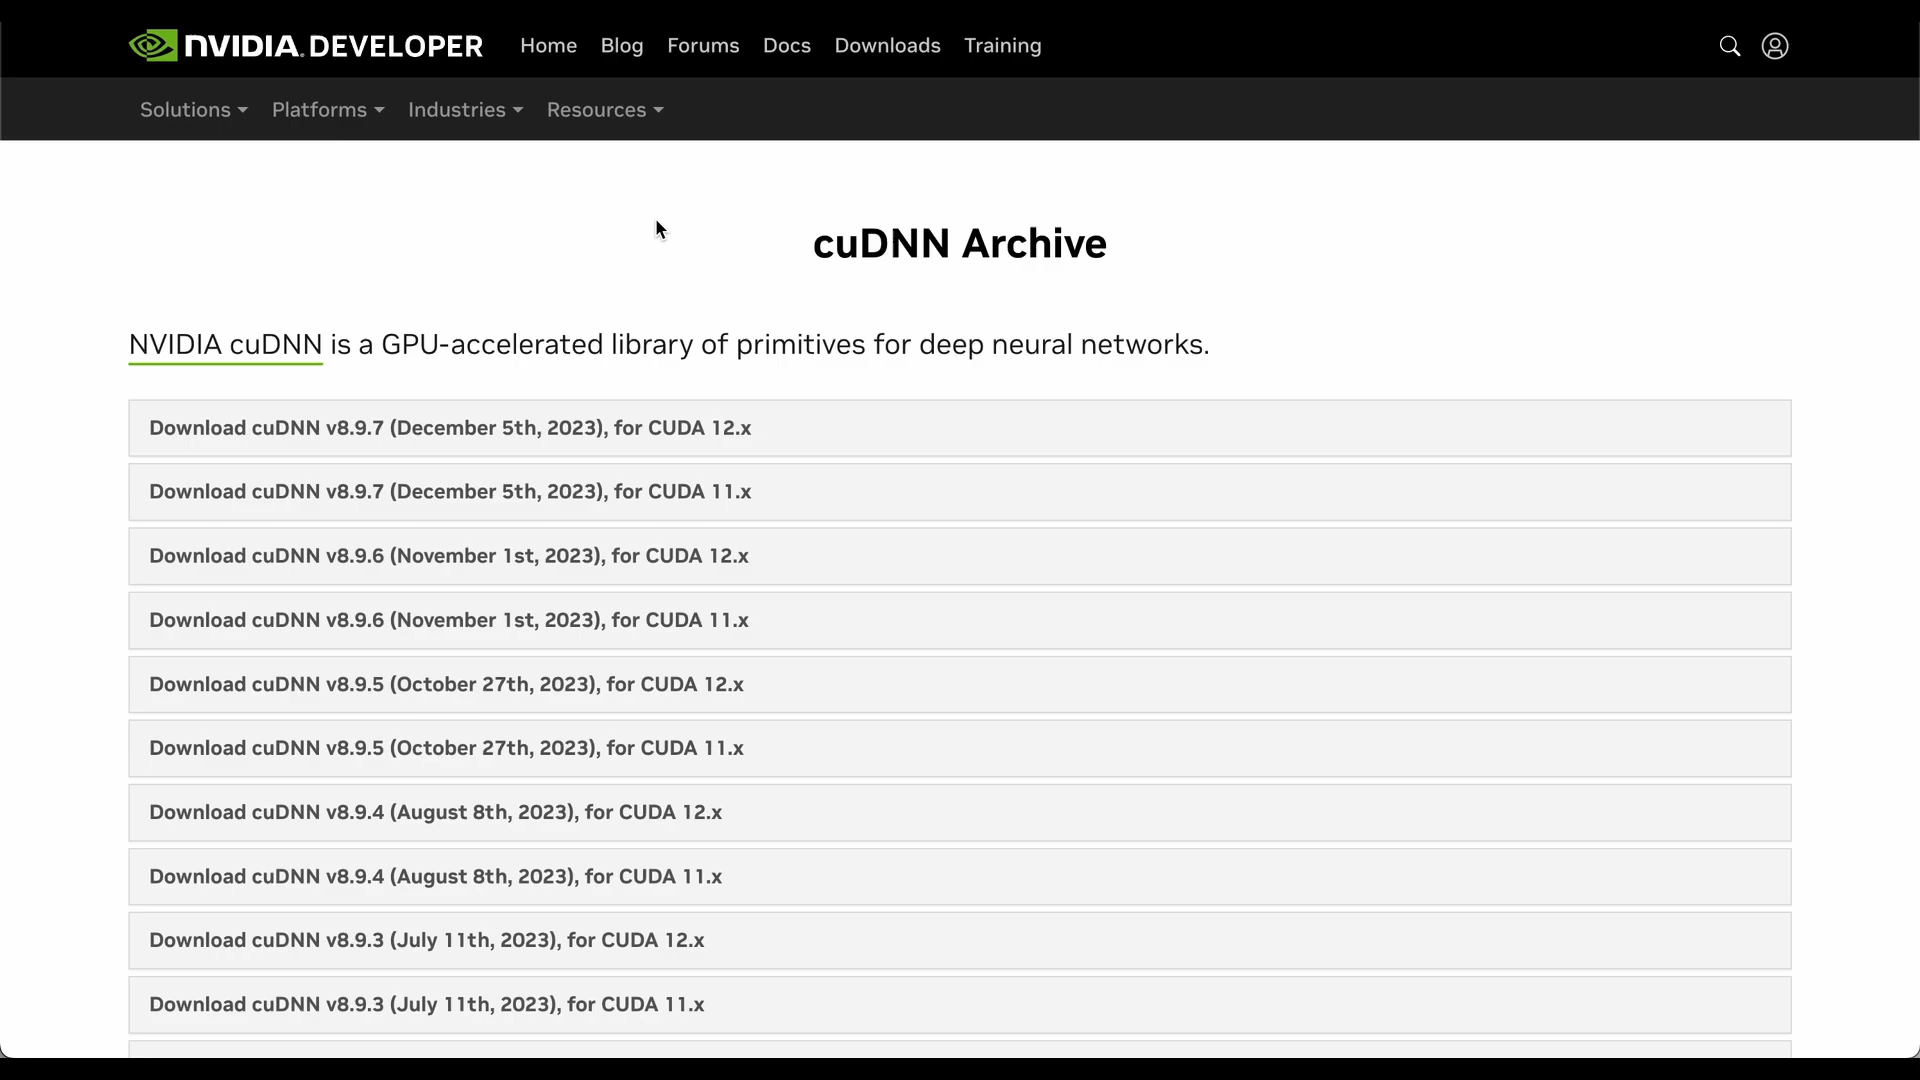 NVIDIA. DEVELOPER Home Blog Forums Docs Downloads Training
Solutions Platforms Industries Resources
cuDNN Archive
NVIDIA cuDNN is a GPU-accelerated library of primitives for deep neural networks.
Download cuDNN v8.9.7 (December 5th, 2023), for CUDA 12.x
Download cuDNN v8.9.7 (December 5th, 2023), for CUDA 11.x
Download cuDNN v8.9.6 (November 1st, 2023), for CUDA 12.x
Download cuDNN v8.9.6 (November 1st, 2023), for CUDA 11.x
Download cuDNN v8.9.5 (October 27th, 2023), for CUDA 12.x
Download cuDNN v8.9.5 (October 27th, 2023), for CUDA 11.x
Download cuDNN v8.9.4 (August 8th, 2023), for CUDA 12.x
Download cuDNN v8.9.4 (August 8th, 2023), for CUDA 11.x
Download cuDNN v8.9.3 (July 11th, 2023), for CUDA 12.x
Download cuDNN v8.9.3 (July 11th, 2023), for CUDA 11.x